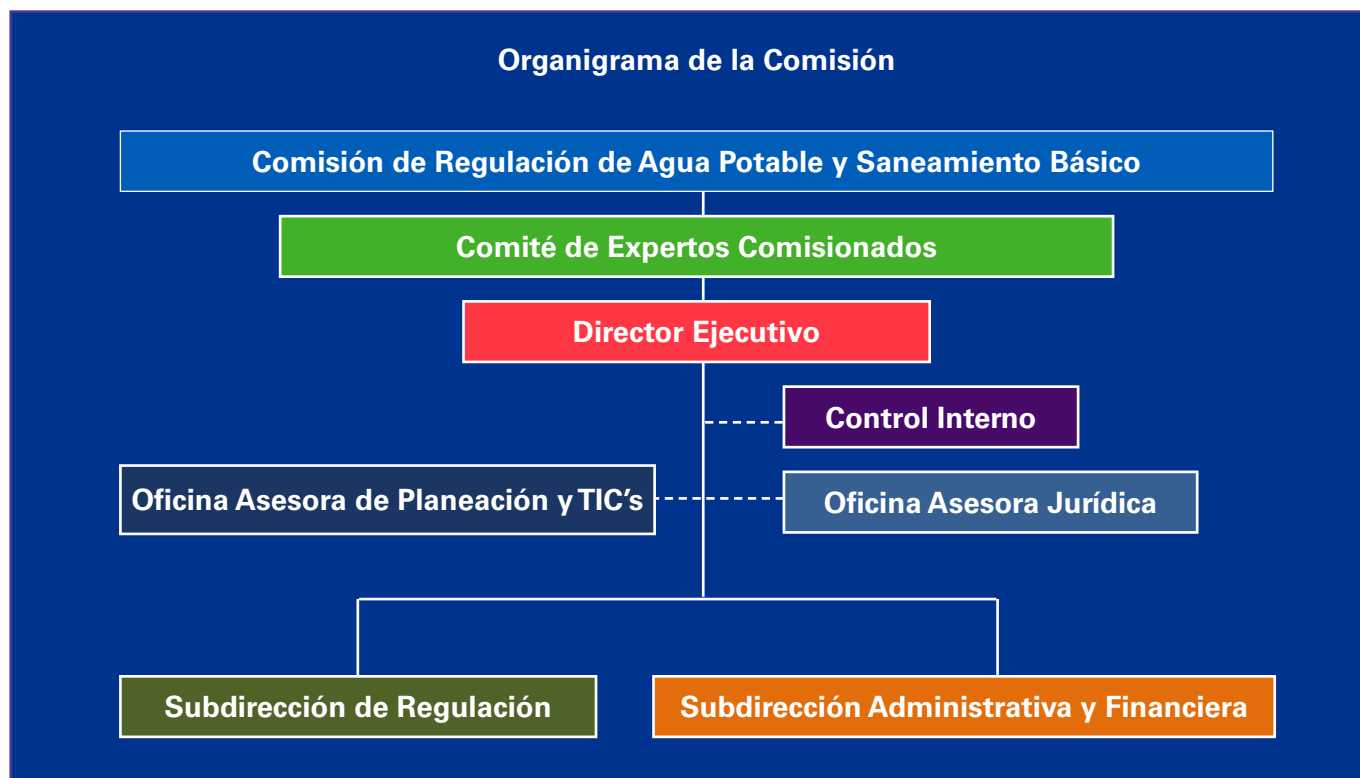 Organigrama de la Comisión
Comisión de Regulación de Agua Potable y Saneamiento Básico
Comité de Expertos Comisionados
Director Ejecutivo
Control Interno
Oficina Asesora de Planeación y TIC's
Oficina Asesora Jurídica
Subdirección de Regulación
Subdirección Administrativa y Financiera